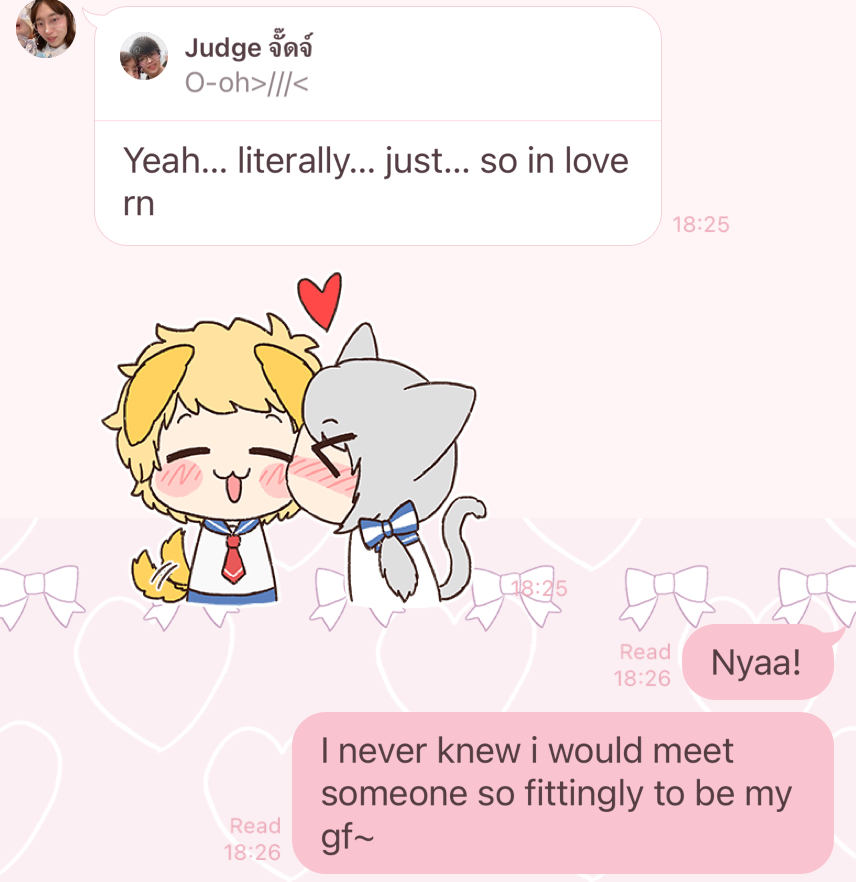 Judge จั๊ดจ์
O-oh>///<
Yeah... literally... just... so in love
rn
18:25
18:25
Read
18:26
Nyaa!
I never knew i would meet
someone so fittingly to be my
gf~
Read
18:26